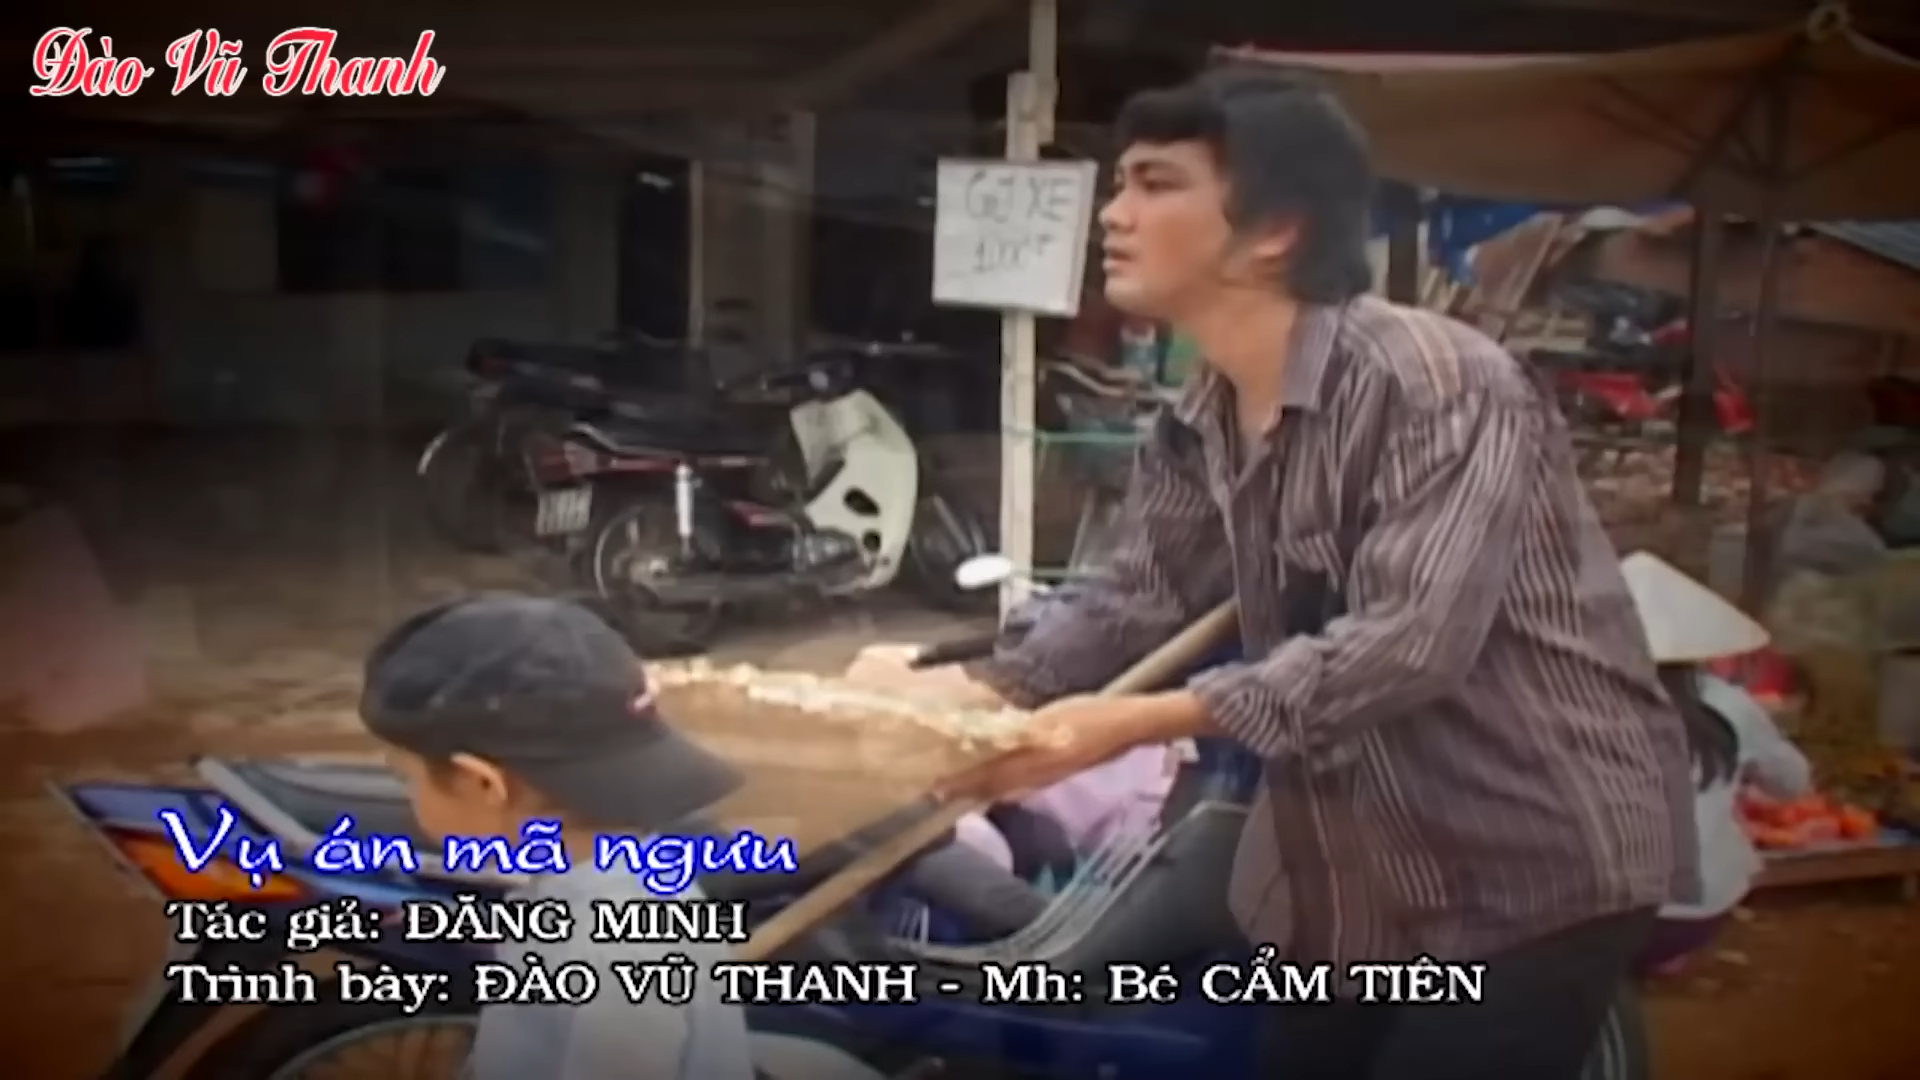 Đào Vũ Thanh
GỬI XE
Vụ án mã ngưu
Tác giả: ĐĂNG MINH
Trình bày: ĐÀO VŨ THANH - Mh: Bé CẨM TIÊN